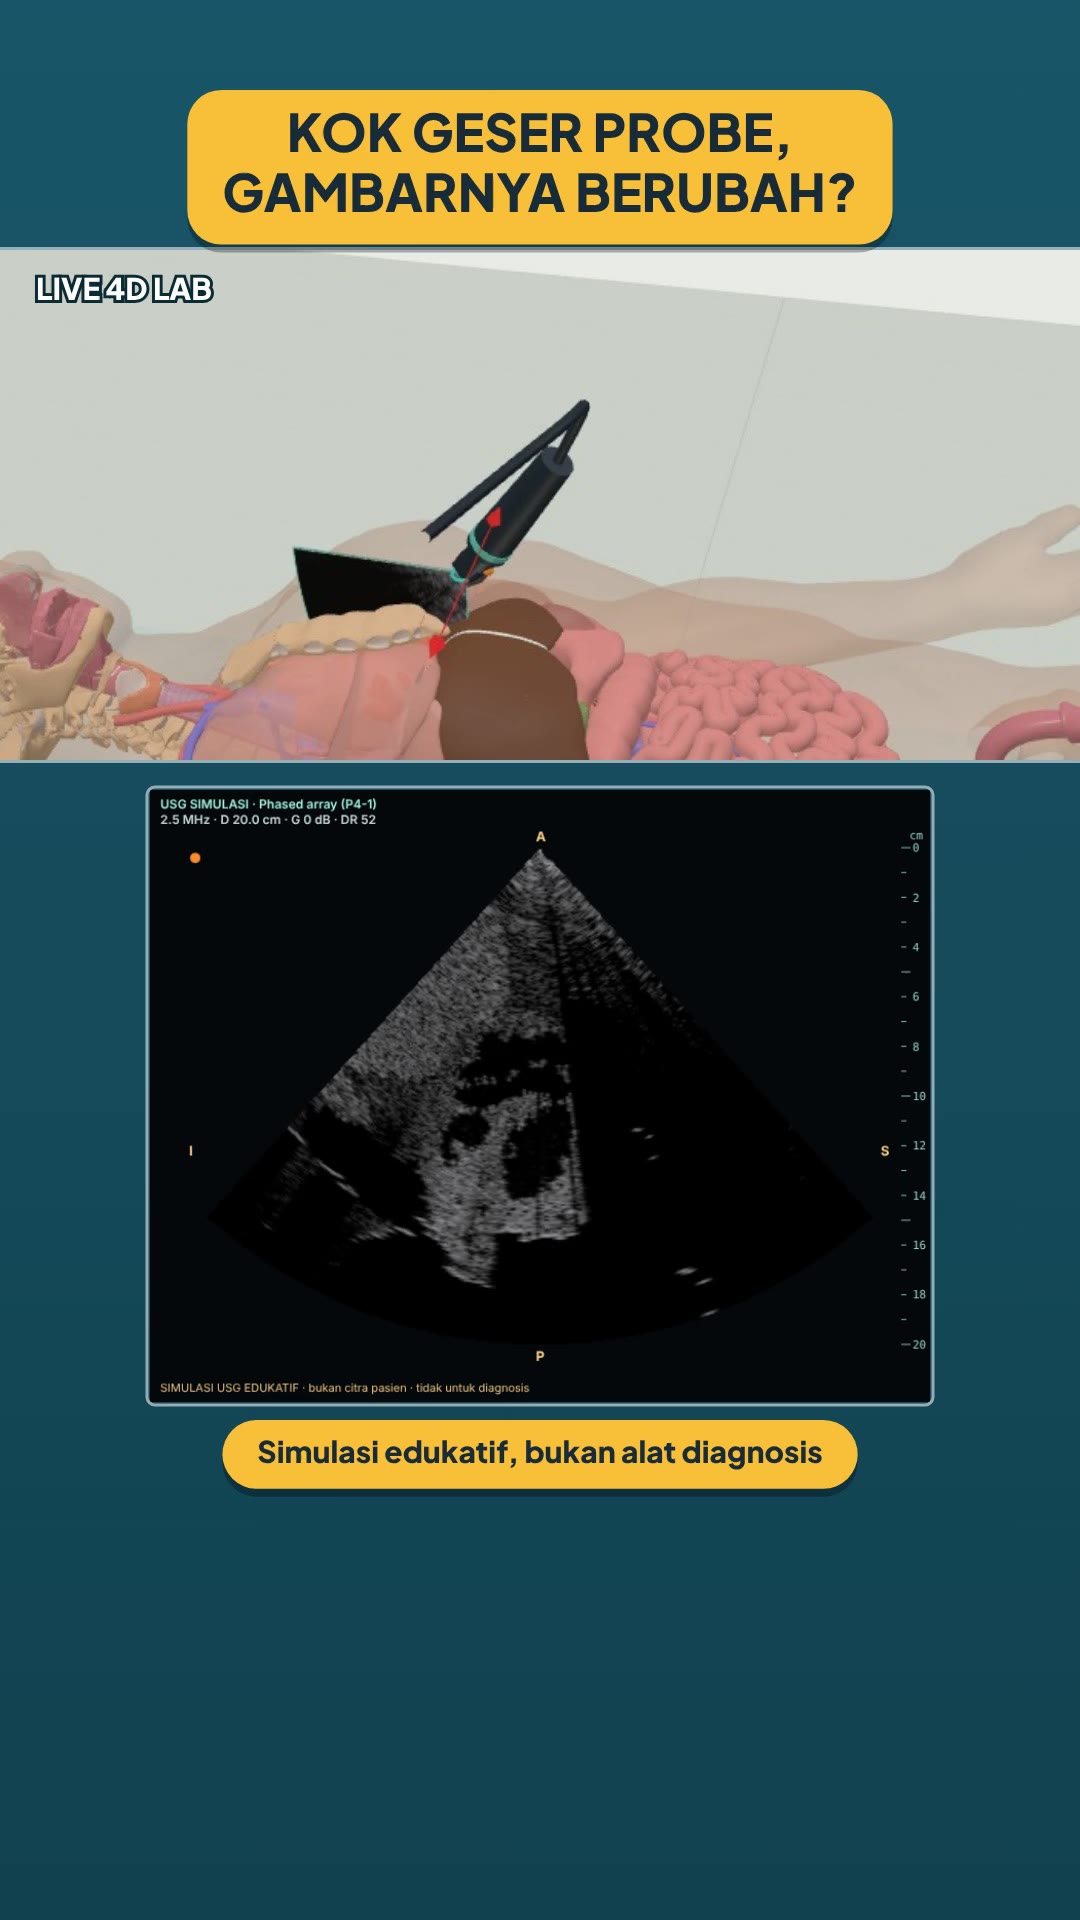 KOK GESER PROBE,
GAMBARNYA BERUBAH?
LIVE 4D LAB
USG SIMULASI · Phased array (P4-1)
2.5 MHz · D 20.0 cm · G 0 dB · DR 52
A
cm
0
2
4
6
8
10
I
S
12
14
16
18
20
P
SIMULASI USG EDUKATIF · bukan citra pasien · tidak untuk diagnosis
Simulasi edukatif, bukan alat diagnosis